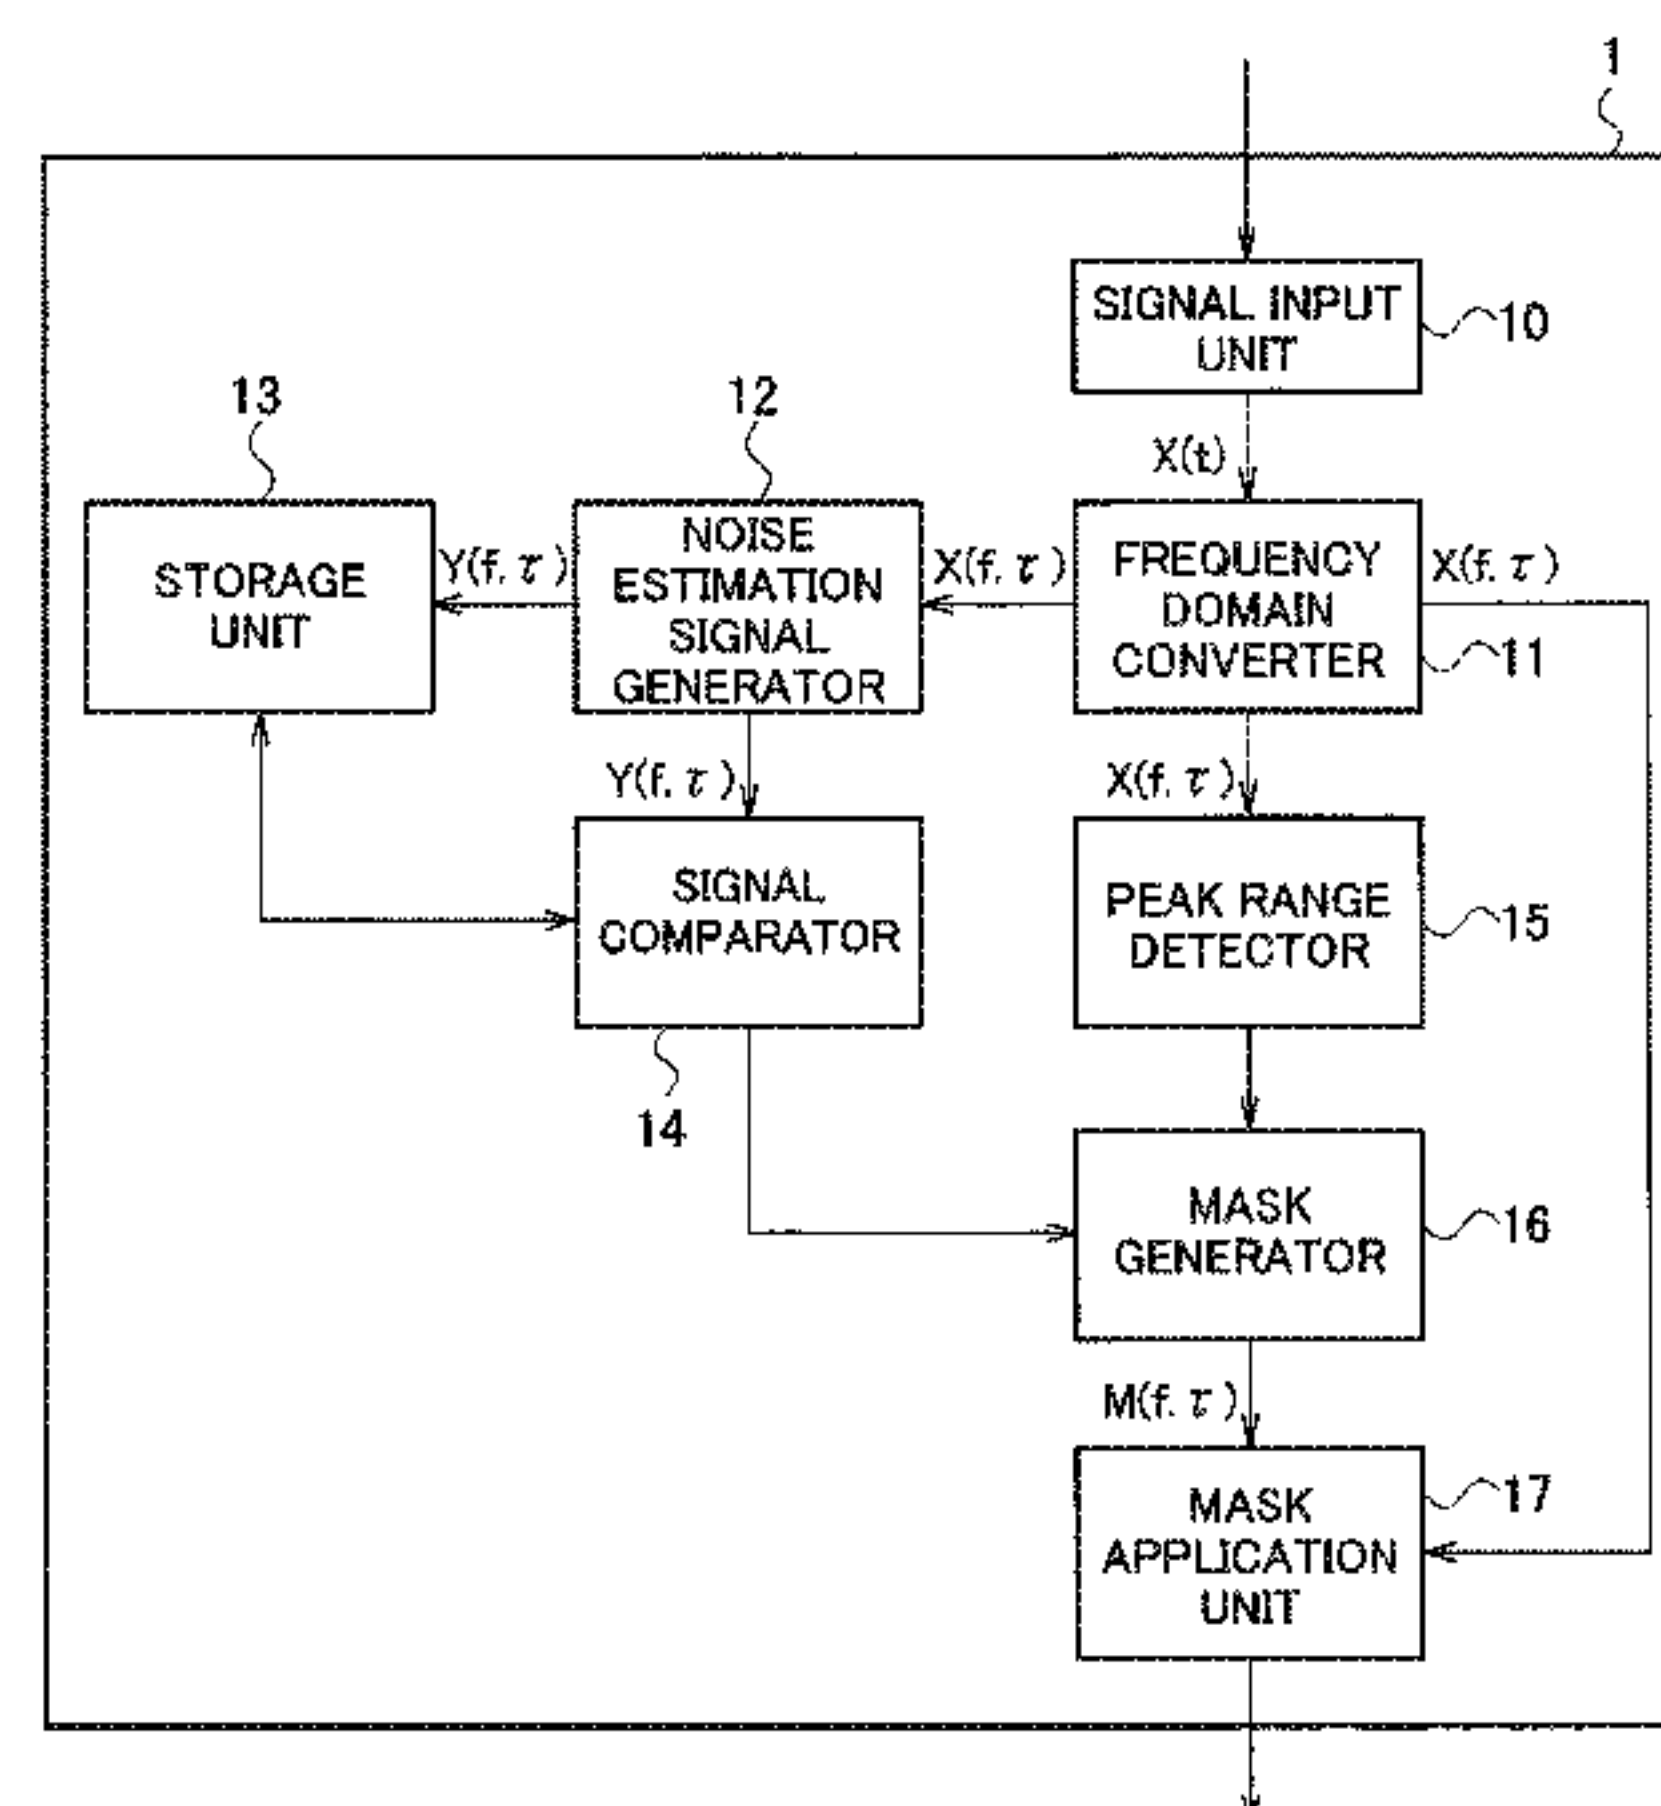 1
SIGNAL INPUT
UNIT
10
X(t)
13
12
STORAGE
UNIT
Y(f, τ)
NOISE
ESTIMATION
SIGNAL
GENERATOR
X(f, τ)
FREQUENCY
DOMAIN
CONVERTER
X(f, τ)
11
Y(f, τ)
X(f, τ)
SIGNAL
COMPARATOR
14
PEAK RANGE
DETECTOR
15
MASK
GENERATOR
16
M(f, τ)
MASK
APPLICATION
UNIT
17